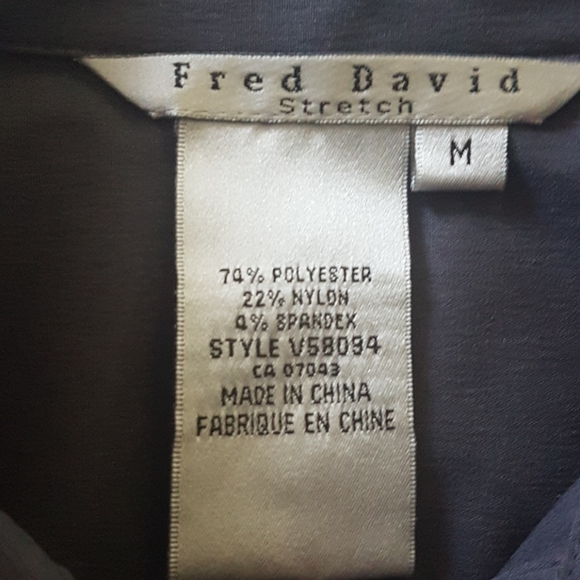 Fred David
Stretch
M
74% POLYESTER
22% NYLON
4% SPANDEX
STYLE V58094
CA 07043
MADE IN CHINA
FABRIQUE EN CHINE